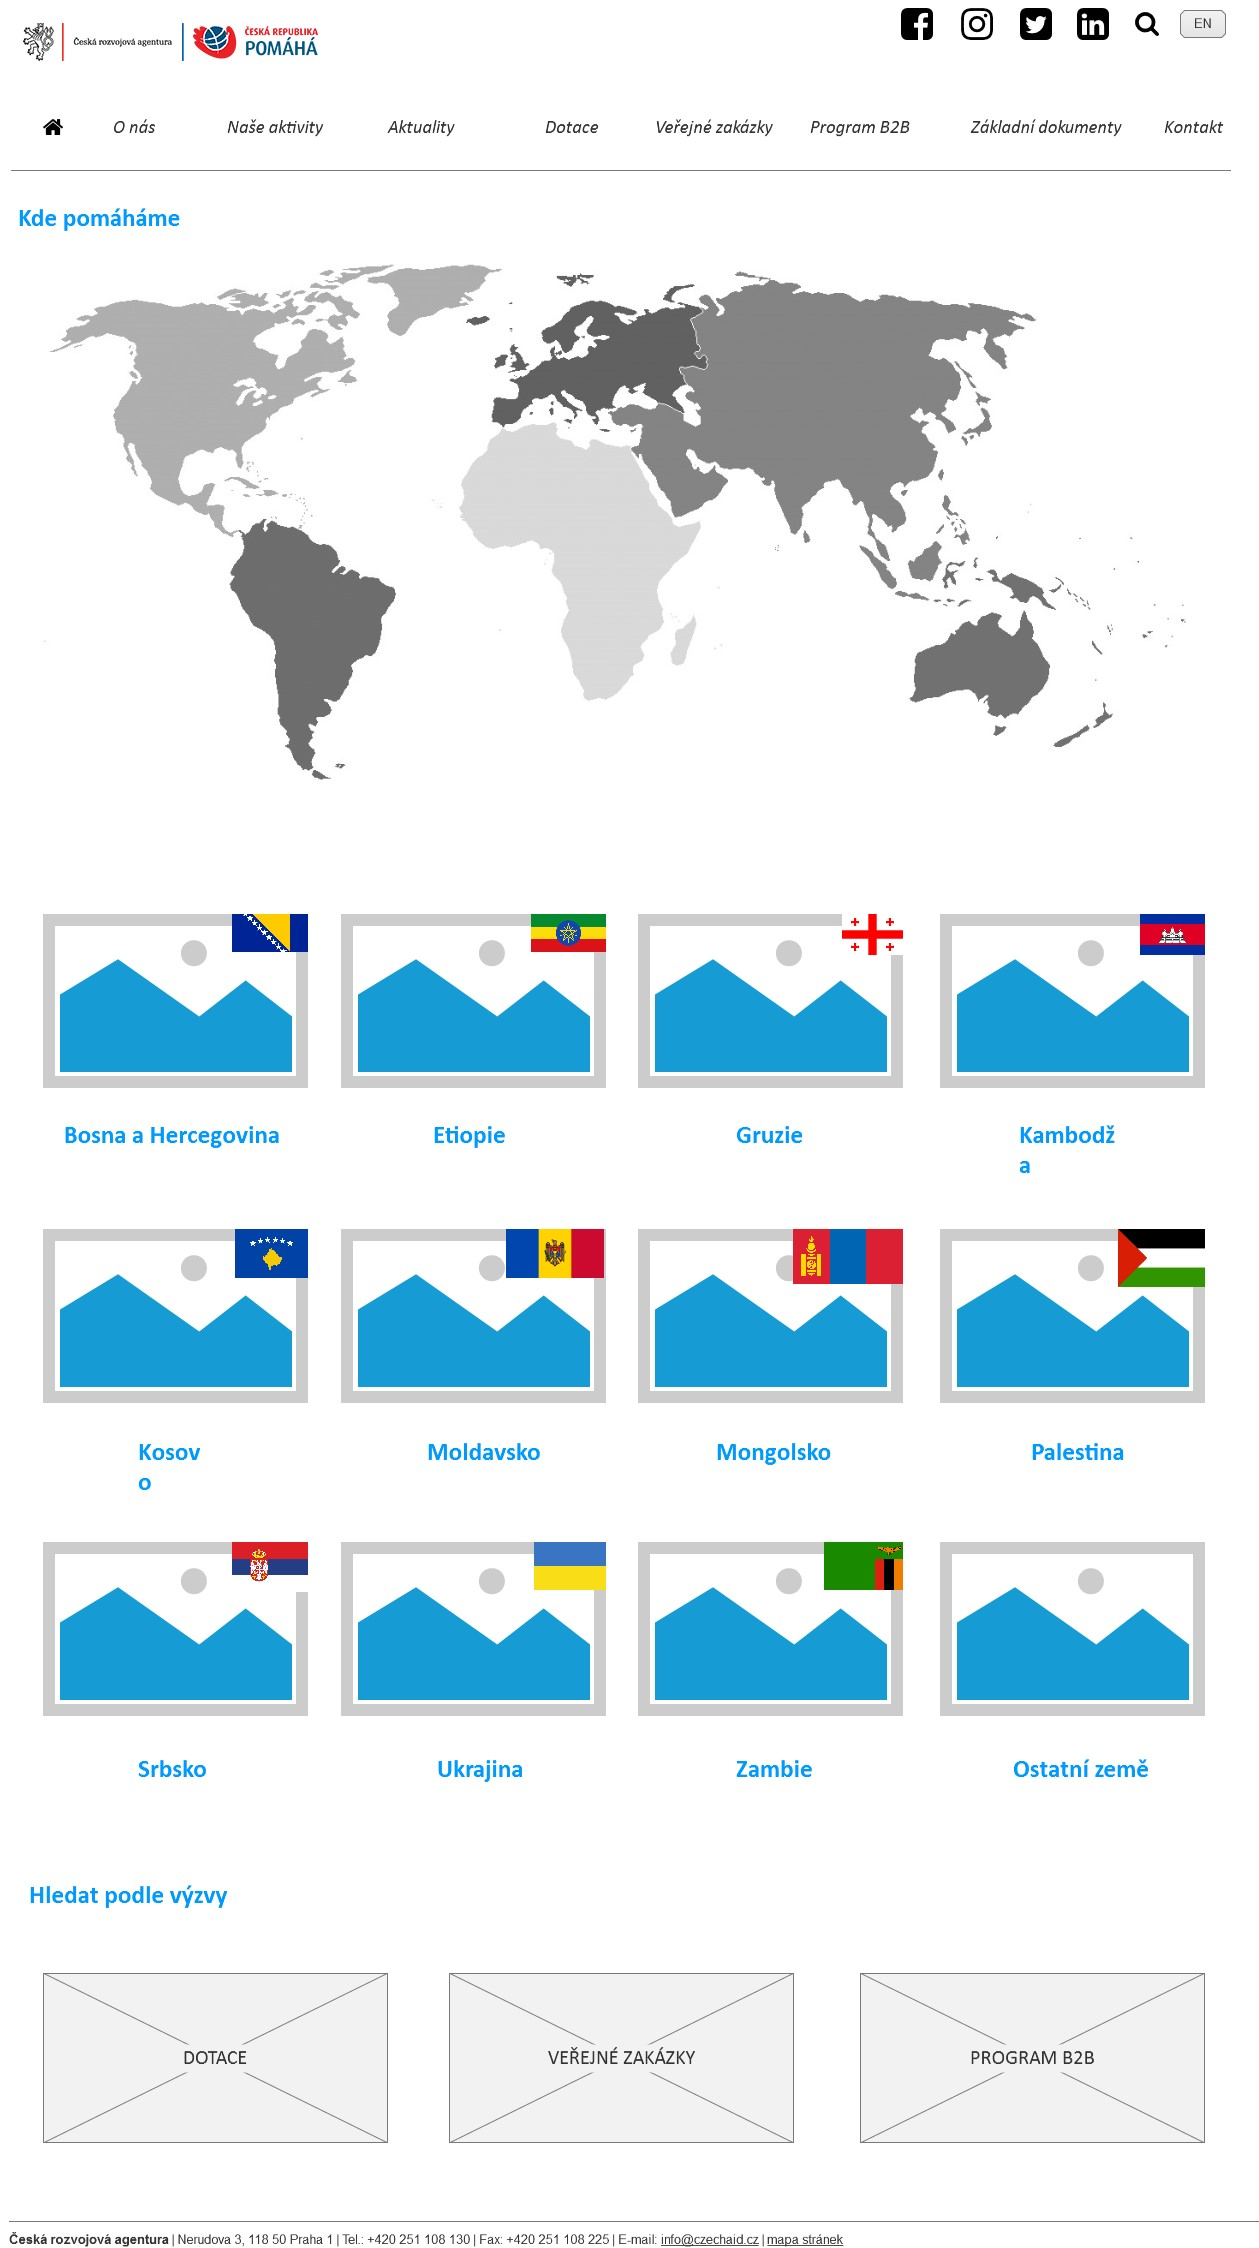 Česká rozvojová agentura
ČESKÁ REPUBLIKA
POMÁHÁ
EN
O nás Naše aktivity Aktuality Dotace Veřejné zakázky Program B2B Základní dokumenty Kontakt
Kde pomáháme
Bosna a Hercegovina Etiopie Gruzie Kambodž
a
Kosov Moldavsko Mongolsko Palestina
o
Srbsko Ukrajina Zambie Ostatní země
Hledat podle výzvy
DOTACE VEŘEJNÉ ZAKÁZKY PROGRAM B2B
Česká rozvojová agentura | Nerudova 3, 118 50 Praha 1 | Tel.: +420 251 108 130 | Fax: +420 251 108 225 | E-mail: info@czechaid.cz | mapa stránek